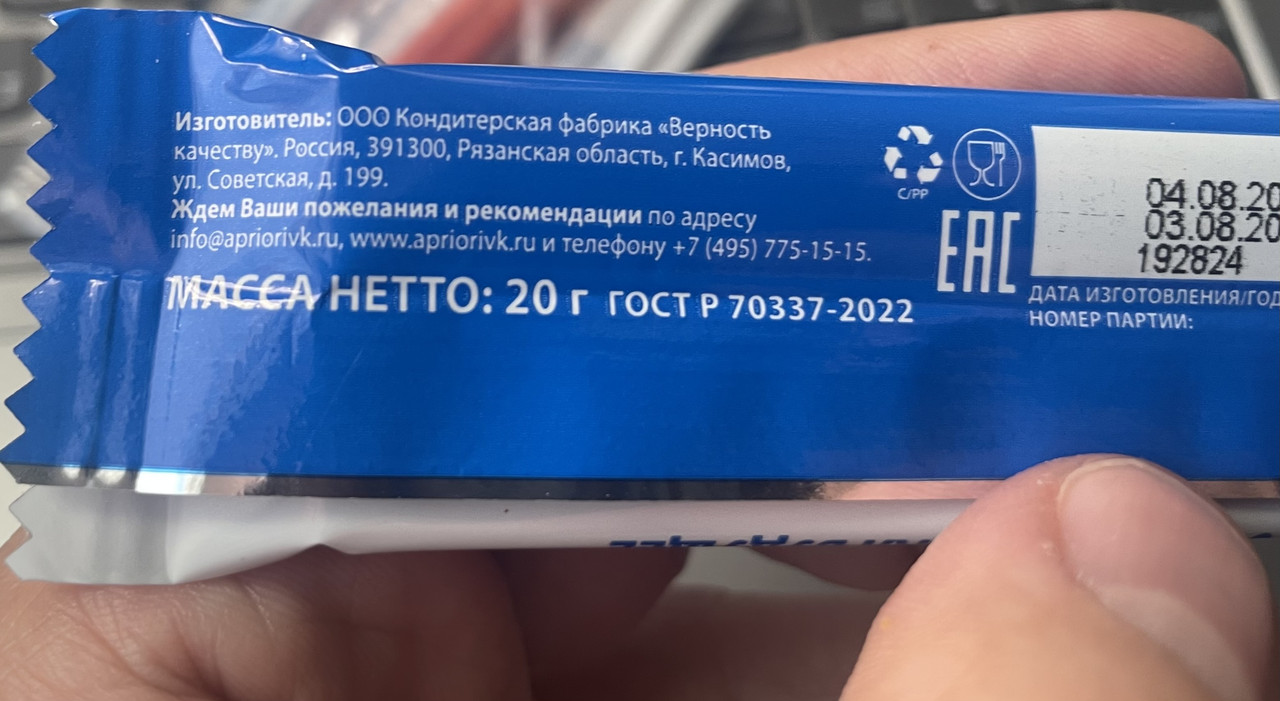 Изготовитель: ООО Кондитерская фабрика «Верность
качеству». Россия, 391300, Рязанская область, г. Касимов,
ул. Советская, д. 199.
Ждем Ваши пожелания и рекомендации по адресу
info@apriorivk.ru, www.apriorivk.ru и телефону +7 (495) 775-15-15.
МАССА НЕТТО: 20 г ГОСТ Р 70337-2022
C/PP
EAC
04.08.20
03.08.20
192824
ДАТА ИЗГОТОВЛЕНИЯ/ГОД
НОМЕР ПАРТИИ: